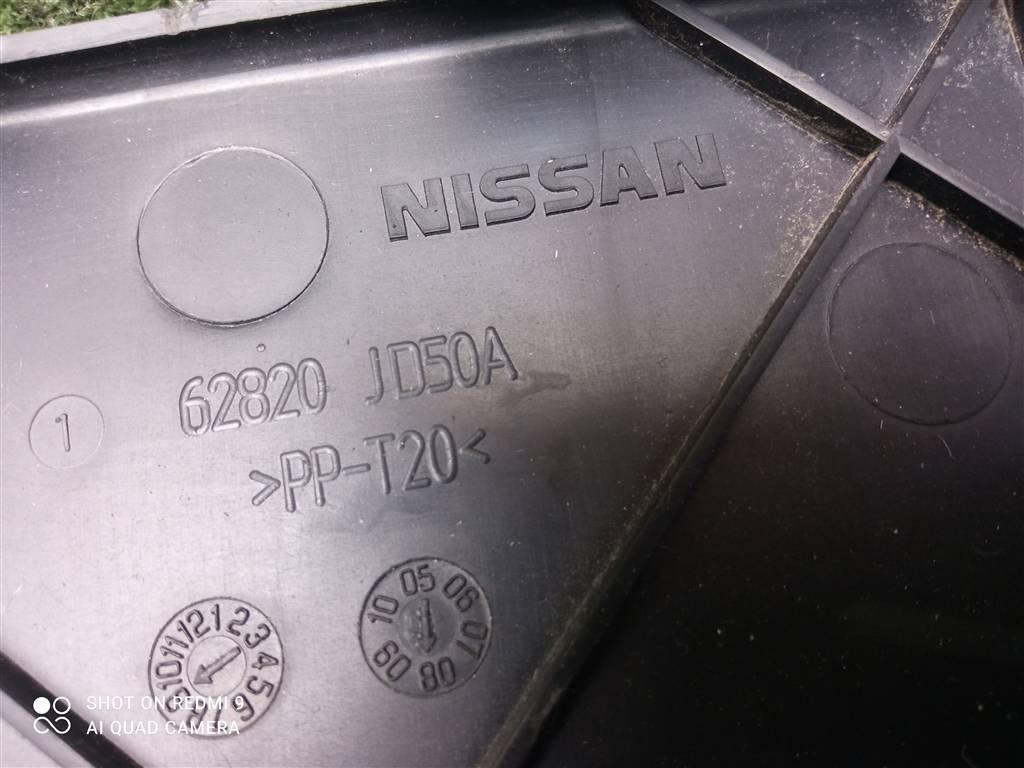 NISSAN
62820 JD50A
1
>PP-T20<
10 05 06 07 08 09
10 11 12 1 2 3 4 5 6
SHOT ON REDMI 9
AI QUAD CAMERA